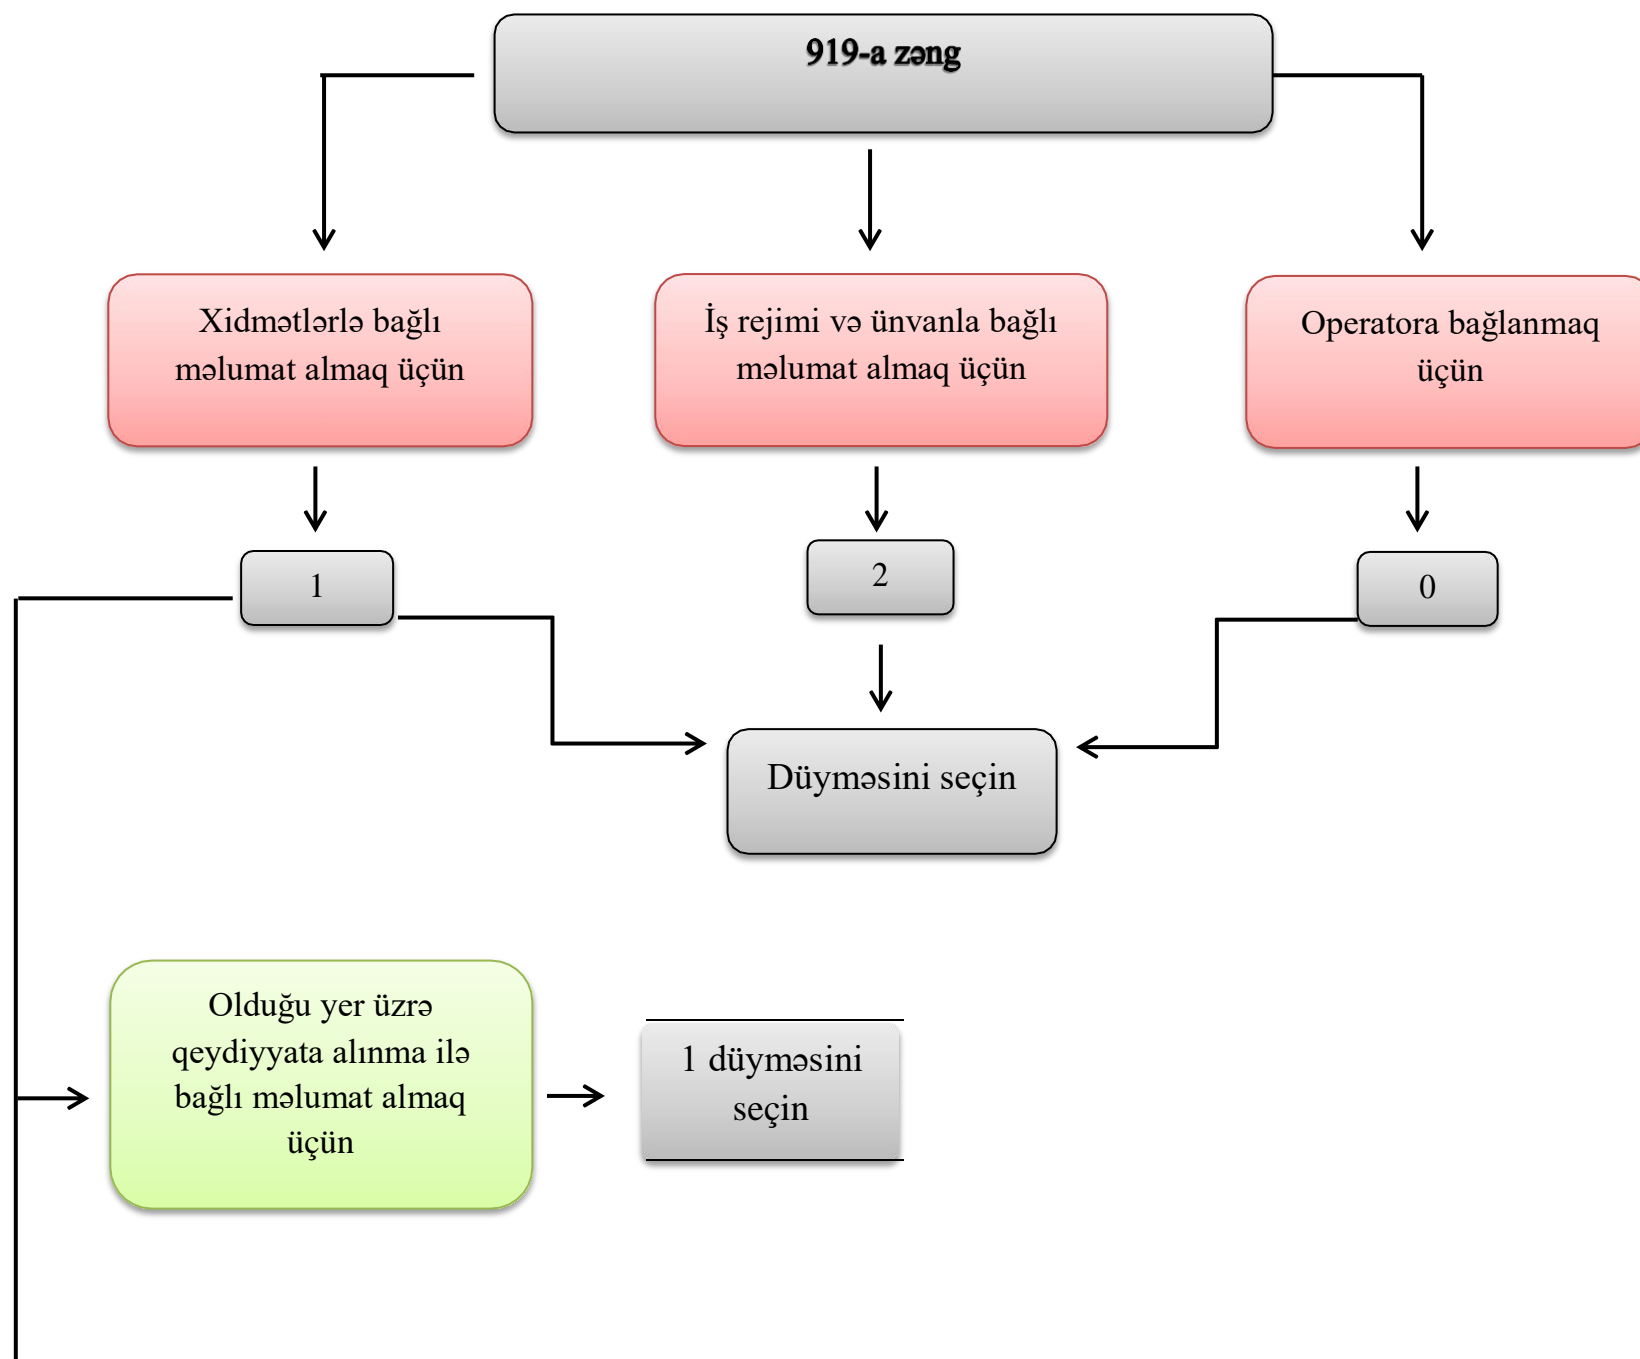 919-a zəng
Xidmətlərlə bağlı
məlumat almaq üçün
İş rejimi və ünvanla bağlı
məlumat almaq üçün
Operatora bağlanmaq
üçün
1
2
0
Düyməsini seçin
Olduğu yer üzrə
qeydiyyata alınma ilə
bağlı məlumat almaq
üçün
1 düyməsini
seçin